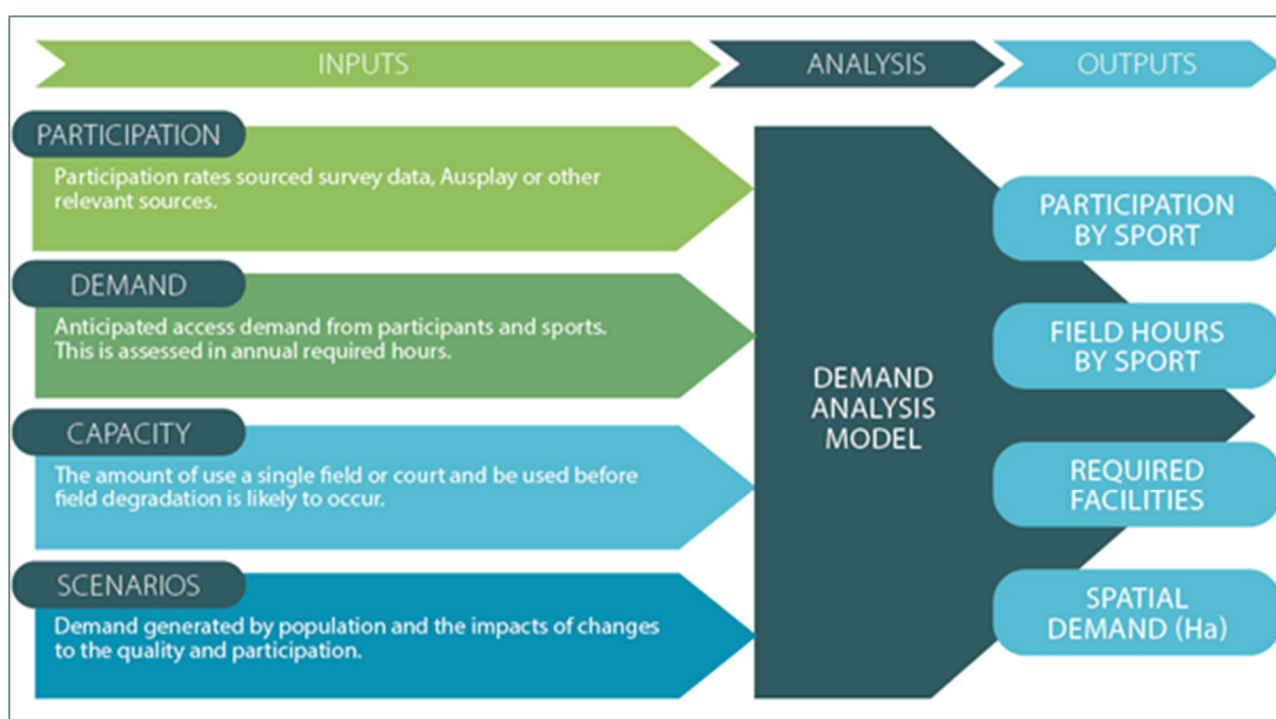 INPUTS
ANALYSIS
OUTPUTS
PARTICIPATION
Participation rates sourced survey data, Ausplay or other
relevant sources.
DEMAND
Anticipated access demand from participants and sports.
This is assessed in annual required hours.
CAPACITY
The amount of use a single field or court and be used before
field degradation is likely to occur.
SCENARIOS
Demand generated by population and the impacts of changes
to the quality and participation.
DEMAND
ANALYSIS
MODEL
PARTICIPATION
BY SPORT
FIELD HOURS
BY SPORT
REQUIRED
FACILITIES
SPATIAL
DEMAND (Ha)